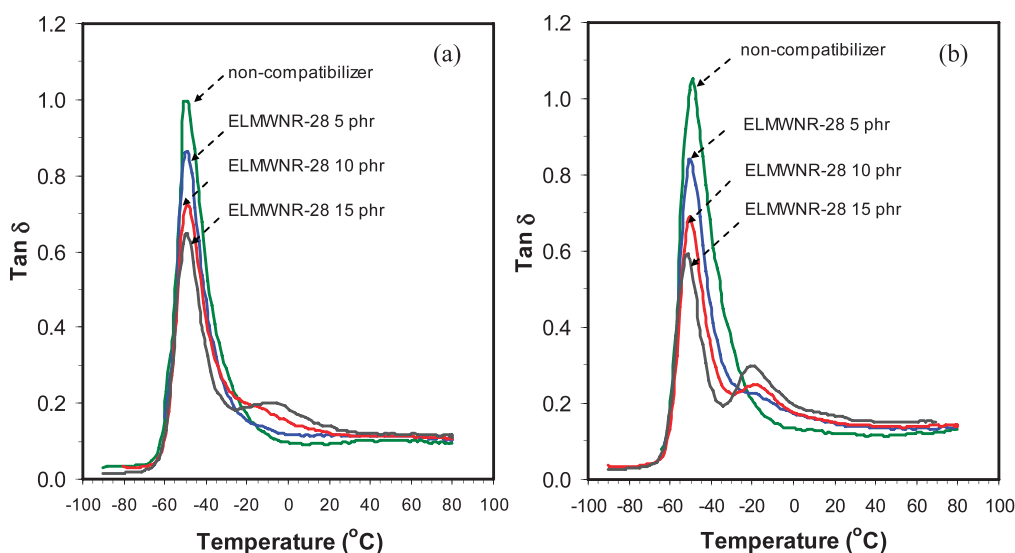 (a)
1.2
1.0
0.8
0.6
0.4
0.2
0.0
Tan δ
non-compatibilizer
ELMWNR-28 5 phr
ELMWNR-28 10 phr
ELMWNR-28 15 phr
-100 -80 -60 -40 -20 0 20 40 60 80 100
Temperature (°C)
(b)
1.2
1.0
0.8
0.6
0.4
0.2
0.0
Tan δ
non-compatibilizer
ELMWNR-28 5 phr
ELMWNR-28 10 phr
ELMWNR-28 15 phr
-100 -80 -60 -40 -20 0 20 40 60 80 100
Temperature (°C)